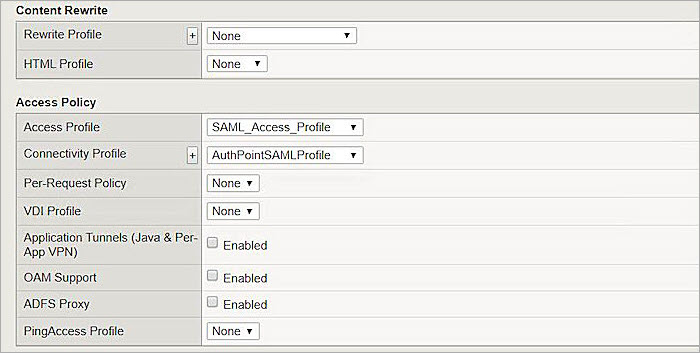 Content Rewrite
Rewrite Profile + None
HTML Profile None
Access Policy
Access Profile SAML_Access_Profile
Connectivity Profile + AuthPointSAMLProfile
Per-Request Policy None
VDI Profile None
Application Tunnels (Java & Per-
App VPN) Enabled
OAM Support Enabled
ADFS Proxy Enabled
PingAccess Profile None